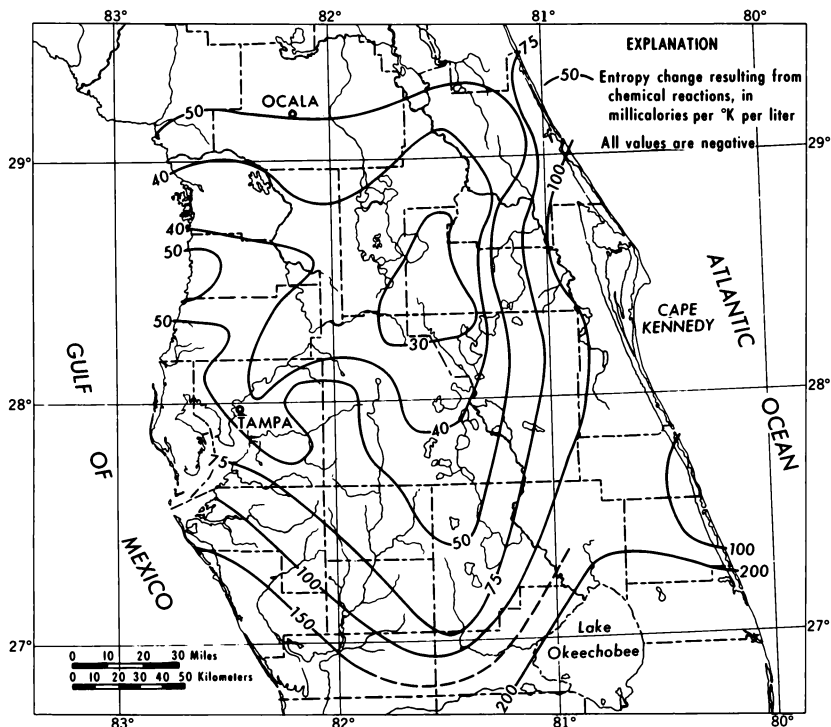 83°
82°
81°
80°
75
EXPLANATION
50 Entropy change resulting from
chemical reactions, in
millicalories per °K per liter
All values are negative
50
OCALA
29°
29°
40
100
40
50
ATLANTIC
50
30
CAPE
KENNEDY
GULF
28°
28°
TAMPA
40
OCEAN
OF
75
50
100
200
MEXICO
100
75
150
Lake
Okeechobee
27°
27°
200
0 10 20 30 Miles
0 10 20 30 40 50 Kilometers
83°
82°
81°
80°